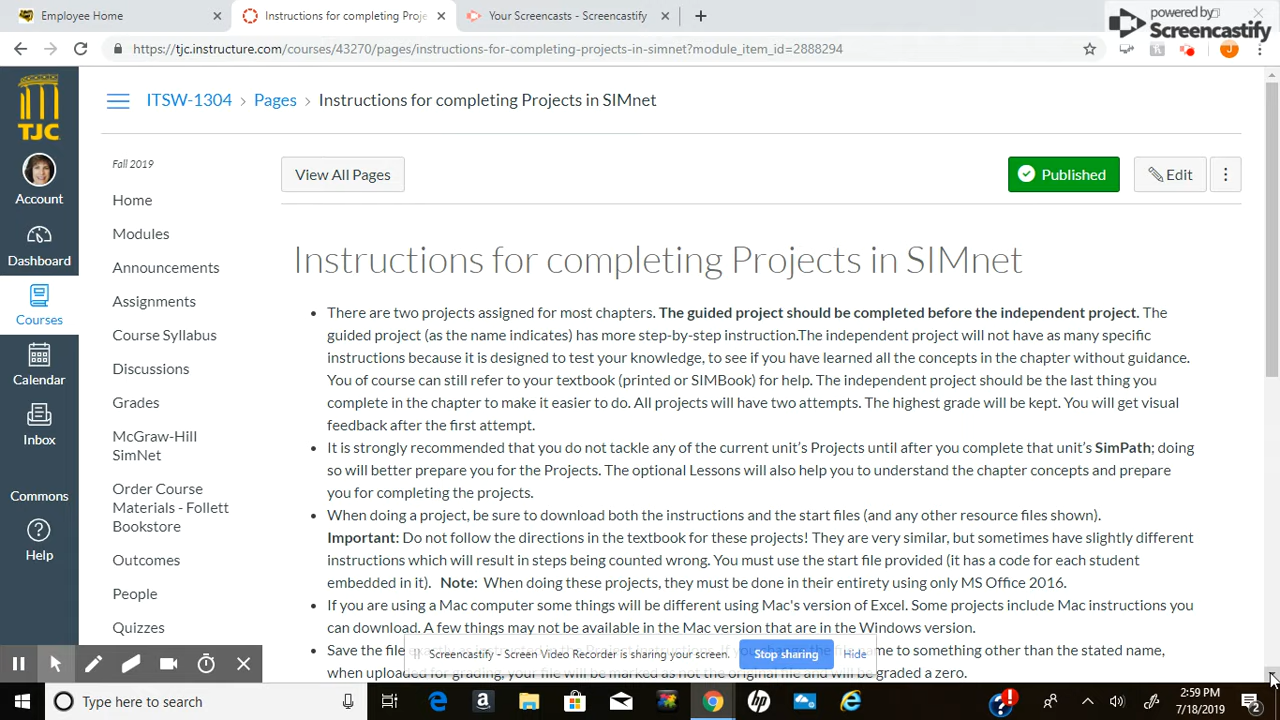 Employee Home
Instructions for completing Proje
Your Screencasts - Screencastify
powered by
Screencastify
https://tjc.instructure.com/courses/43270/pages/instructions-for-completing-projects-in-simnet?module_item_id=2888294
J
TJC
Account
Dashboard
Courses
Calendar
Inbox
Commons
Help
ITSW-1304 > Pages > Instructions for completing Projects in SIMnet
Fall 2019
Home
Modules
Announcements
Assignments
Course Syllabus
Discussions
Grades
McGraw-Hill
SimNet
Order Course
Materials - Follett
Bookstore
Outcomes
People
Quizzes
View All Pages
Published
Edit
Instructions for completing Projects in SIMnet
There are two projects assigned for most chapters. The guided project should be completed before the independent project. The
guided project (as the name indicates) has more step-by-step instruction.The independent project will not have as many specific
instructions because it is designed to test your knowledge, to see if you have learned all the concepts in the chapter without guidance.
You of course can still refer to your textbook (printed or SIMBook) for help. The independent project should be the last thing you
complete in the chapter to make it easier to do. All projects will have two attempts. The highest grade will be kept. You will get visual
feedback after the first attempt.
It is strongly recommended that you do not tackle any of the current unit's Projects until after you complete that unit's SimPath; doing
so will better prepare you for the Projects. The optional Lessons will also help you to understand the chapter concepts and prepare
you for completing the projects.
When doing a project, be sure to download both the instructions and the start files (and any other resource files shown).
Important: Do not follow the directions in the textbook for these projects! They are very similar, but sometimes have slightly different
instructions which will result in steps being counted wrong. You must use the start file provided (it has a code for each student
embedded in it). Note: When doing these projects, they must be done in their entirety using only MS Office 2016.
If you are using a Mac computer some things will be different using Mac's version of Excel. Some projects include Mac instructions you
can download. A few things may not be available in the Mac version that are in the Windows version.
Save the file
me to something other than the stated name,
when uploaded for grading, your file will be marked as not the original file and will be graded a zero.
Screencastify - Screen Video Recorder is sharing your screen.
Stop sharing
Hide
Type here to search
hp
2:59 PM
7/18/2019
2